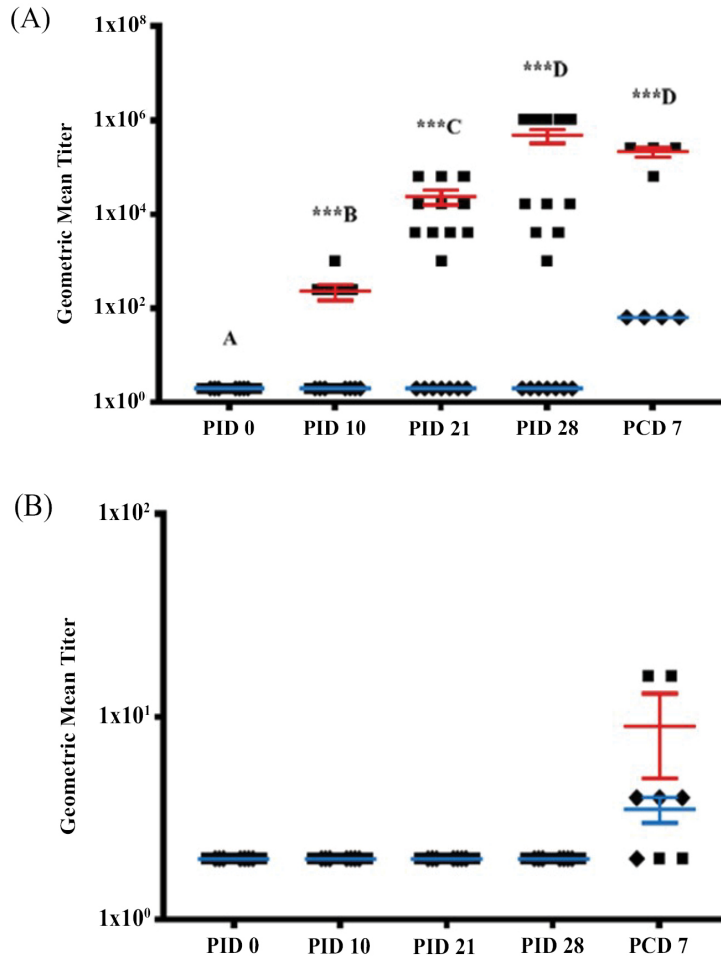 (A)
1x10⁸
1x10⁶
1x10⁴
1x10²
1x10⁰
Geometric Mean Titer
A
***B
***C
***D
***D
PID 0 PID 10 PID 21 PID 28 PCD 7
(B)
1x10²
1x10¹
1x10⁰
Geometric Mean Titer
PID 0 PID 10 PID 21 PID 28 PCD 7